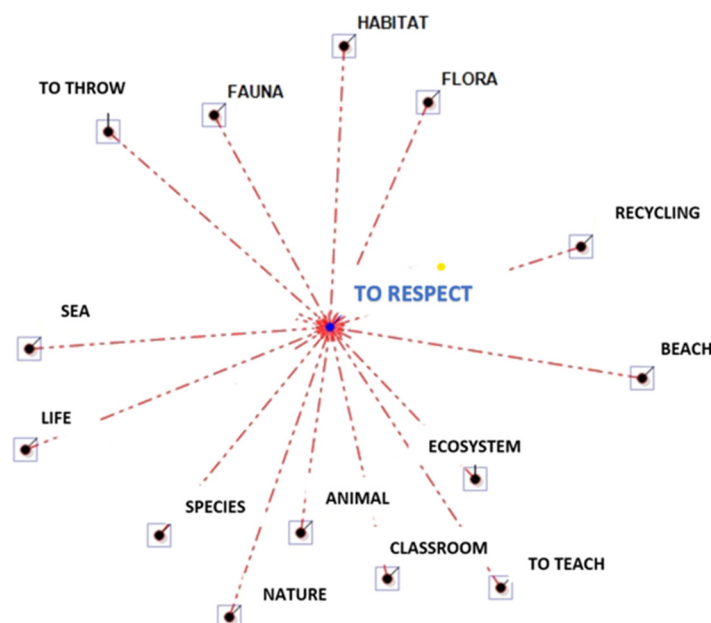 HABITAT
TO THROW
FAUNA
FLORA
RECYCLING
TO RESPECT
SEA
BEACH
LIFE
ECOSYSTEM
SPECIES
ANIMAL
CLASSROOM
TO TEACH
NATURE